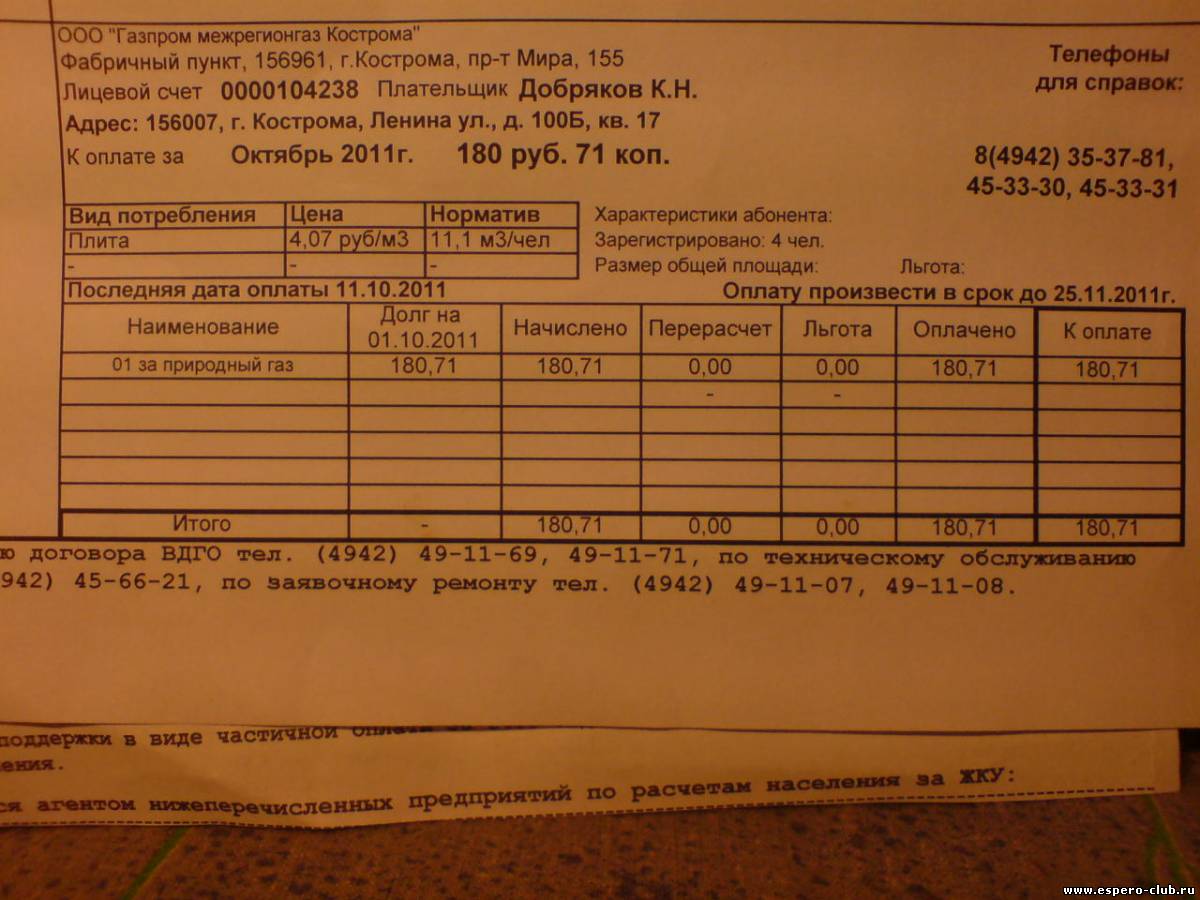 ООО "Газпром межрегионгаз Кострома"
Фабричный пункт, 156961, г.Кострома, пр-т Мира, 155
Телефоны
для справок:
Лицевой счет 0000104238 Плательщик Добряков К.Н.
Адрес: 156007, г. Кострома, Ленина ул., д. 100Б, кв. 17
К оплате за Октябрь 2011г. 180 руб. 71 коп.
8(4942) 35-37-81,
45-33-30, 45-33-31
Вид потребления Цена Норматив
Плита 4,07 руб/м3 11,1 м3/чел
- - -
Характеристики абонента:
Зарегистрировано: 4 чел.
Размер общей площади: Льгота:
Последняя дата оплаты 11.10.2011 Оплату произвести в срок до 25.11.2011г.
Наименование Долг на 01.10.2011 Начислено Перерасчет Льгота Оплачено К оплате
01 за природный газ 180,71 180,71 0,00 0,00 180,71 180,71
- -
Итого - 180,71 0,00 0,00 180,71 180,71
ю договора ВДГО тел. (4942) 49-11-69, 49-11-71, по техническому обслуживанию
942) 45-66-21, по заявочному ремонту тел. (4942) 49-11-07, 49-11-08.
поддержки в виде частичной
ения.
ся агентом нижеперечисленных предприятий по расчетам населения за ЖКУ:
www.espero-club.ru